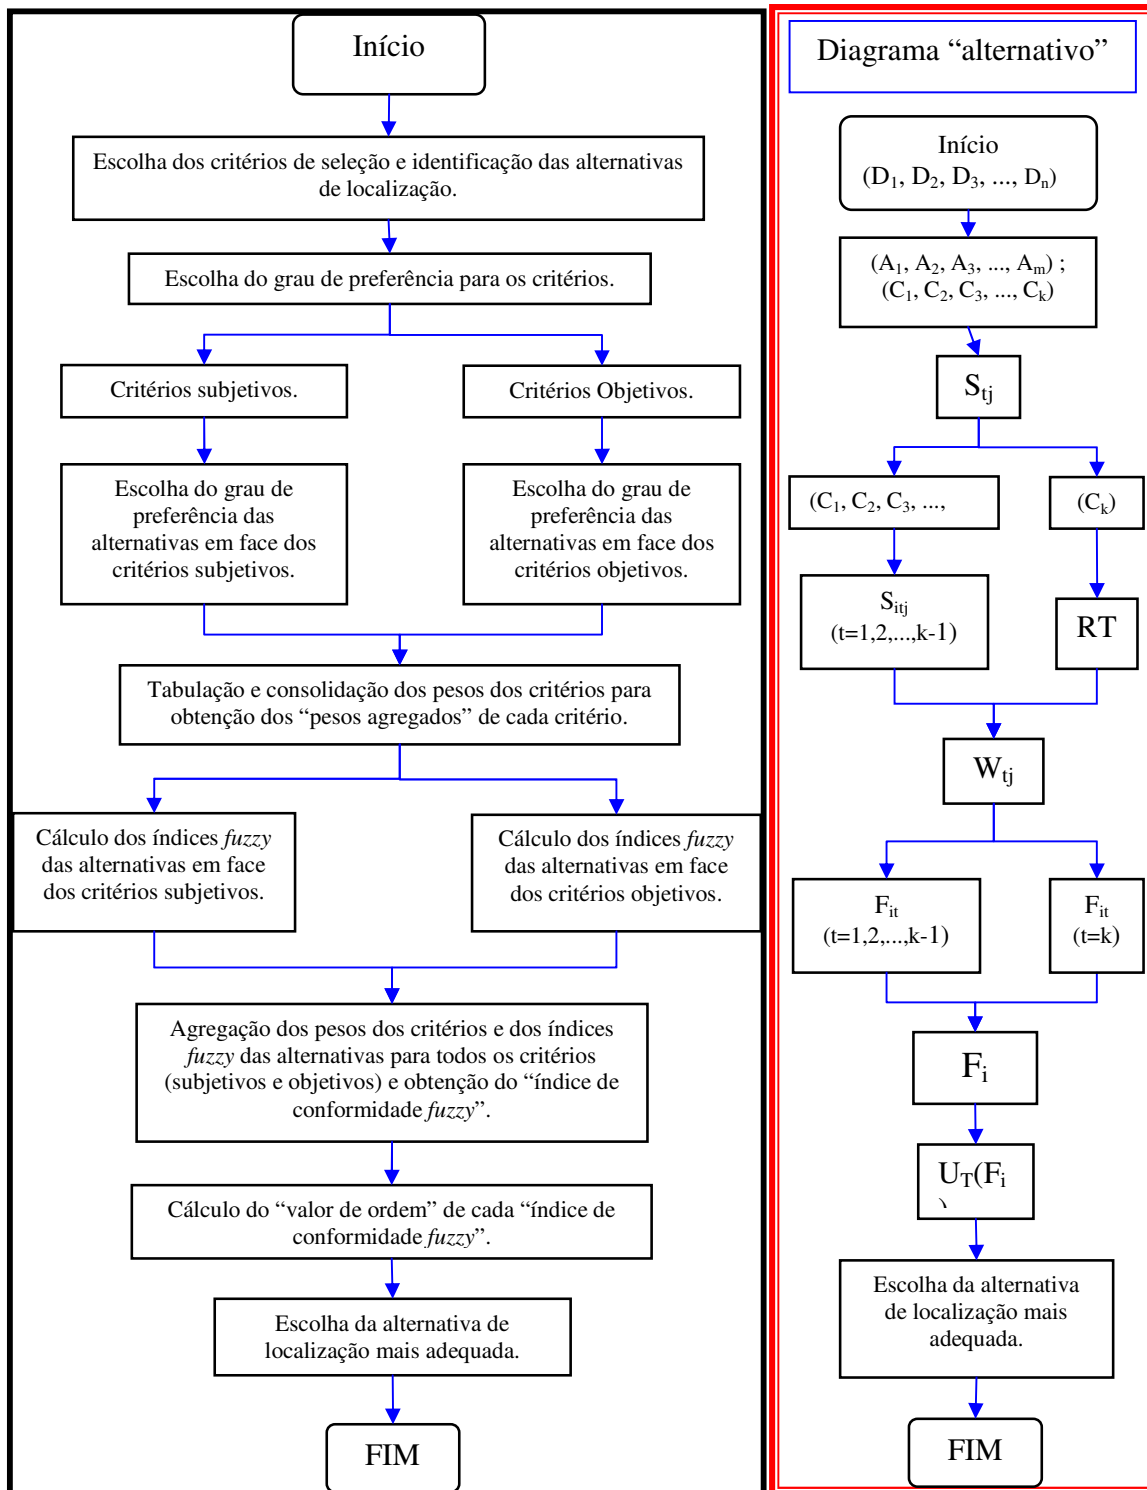 Início
Escolha dos critérios de seleção e identificação das alternativas
de localização.
Escolha do grau de preferência para os critérios.
Critérios subjetivos.
Critérios Objetivos.
Escolha do grau de
preferência das
alternativas em face dos
critérios subjetivos.
Escolha do grau de
preferência das
alternativas em face dos
critérios objetivos.
Tabulação e consolidação dos pesos dos critérios para
obtenção dos “pesos agregados” de cada critério.
Cálculo dos índices fuzzy
das alternativas em face
dos critérios subjetivos.
Cálculo dos índices fuzzy
das alternativas em face
dos critérios objetivos.
Agregação dos pesos dos critérios e dos índices
fuzzy das alternativas para todos os critérios
(subjetivos e objetivos) e obtenção do “índice de
conformidade fuzzy”.
Cálculo do “valor de ordem” de cada “índice de
conformidade fuzzy”.
Escolha da alternativa de
localização mais adequada.
FIM
Diagrama “alternativo”
Início
(D₁, D₂, D₃, ..., Dₙ)
(A₁, A₂, A₃, ..., Aₘ) ;
(C₁, C₂, C₃, ..., Cₖ)
Stj
(C₁, C₂, C₃, ...,
(Cₖ)
Sitj
(t=1,2,...,k-1)
RT
Wtj
Fit
(t=1,2,...,k-1)
Fit
(t=k)
Fi
UT(Fi
Escolha da alternativa
de localização mais
adequada.
FIM